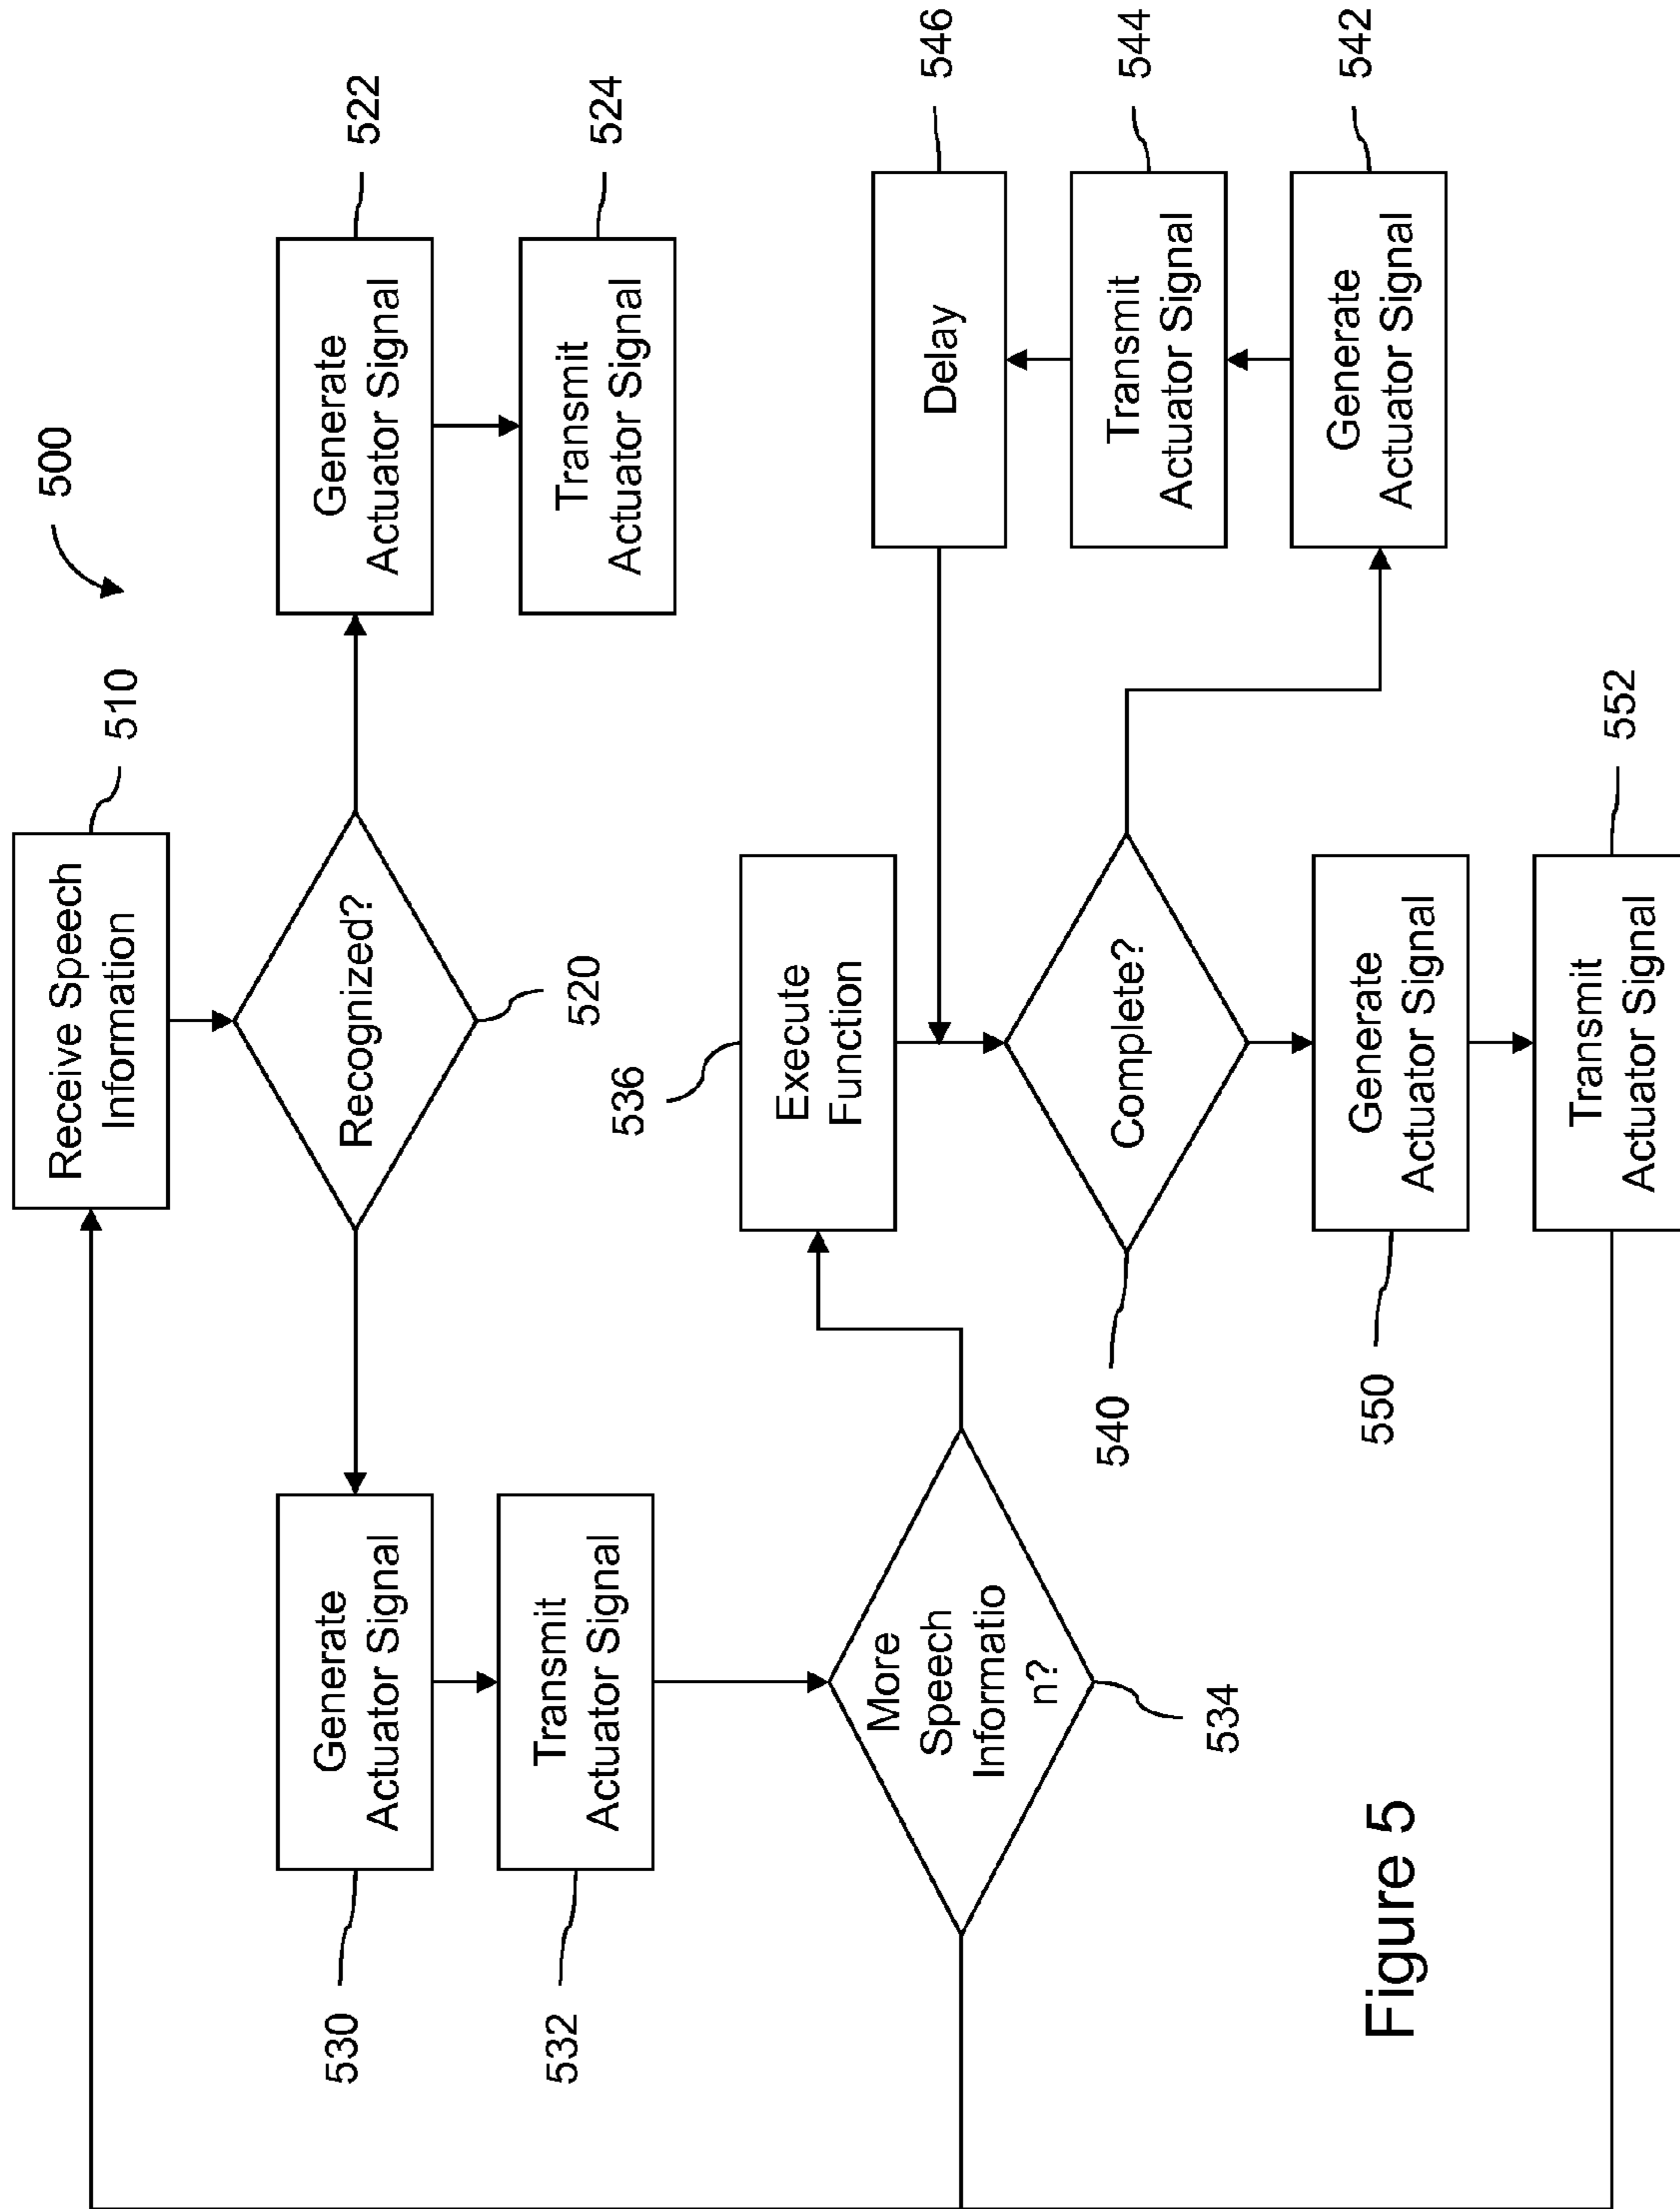 500
Receive Speech
Information
510
Recognized?
520
Generate
Actuator Signal
522
Transmit
Actuator Signal
524
Generate
Actuator Signal
530
Transmit
Actuator Signal
532
More
Speech
Informatio
n?
534
Execute
Function
536
Complete?
540
Delay
546
Transmit
Actuator Signal
544
Generate
Actuator Signal
542
Generate
Actuator Signal
550
Transmit
Actuator Signal
552
Figure 5